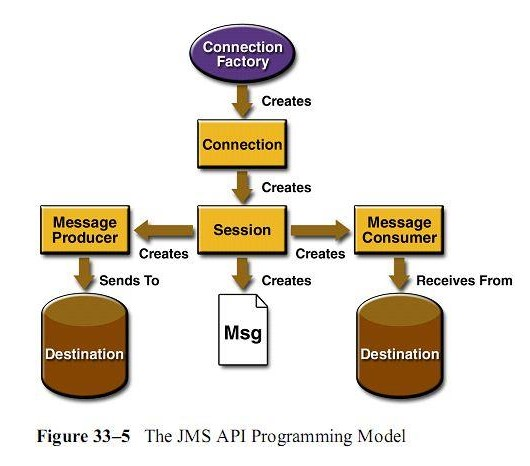 Connection
Factory
Creates
Connection
Creates
Message
Producer
Session
Message
Consumer
Creates
Creates
Sends To
Creates
Receives From
Destination
Msg
Destination
Figure 33–5 The JMS API Programming Model